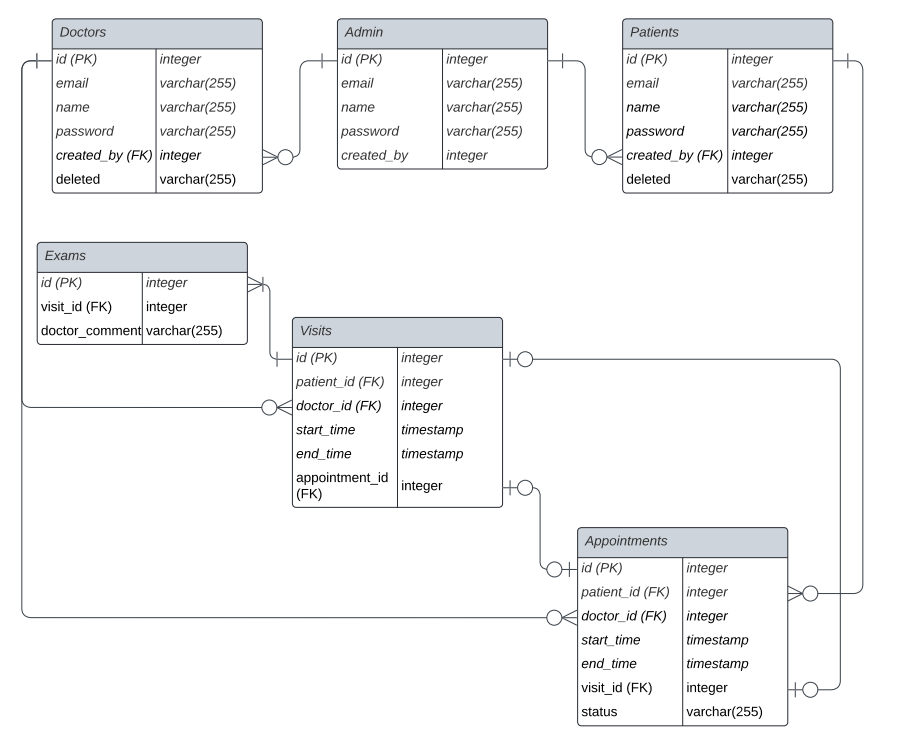 Doctors
id (PK) integer
email varchar(255)
name varchar(255)
password varchar(255)
created_by (FK) integer
deleted varchar(255)
Admin
id (PK) integer
email varchar(255)
name varchar(255)
password varchar(255)
created_by integer
Patients
id (PK) integer
email varchar(255)
name varchar(255)
password varchar(255)
created_by (FK) integer
deleted varchar(255)
Exams
id (PK) integer
visit_id (FK) integer
doctor_comment varchar(255)
Visits
id (PK) integer
patient_id (FK) integer
doctor_id (FK) integer
start_time timestamp
end_time timestamp
appointment_id
(FK) integer
Appointments
id (PK) integer
patient_id (FK) integer
doctor_id (FK) integer
start_time timestamp
end_time timestamp
visit_id (FK) integer
status varchar(255)